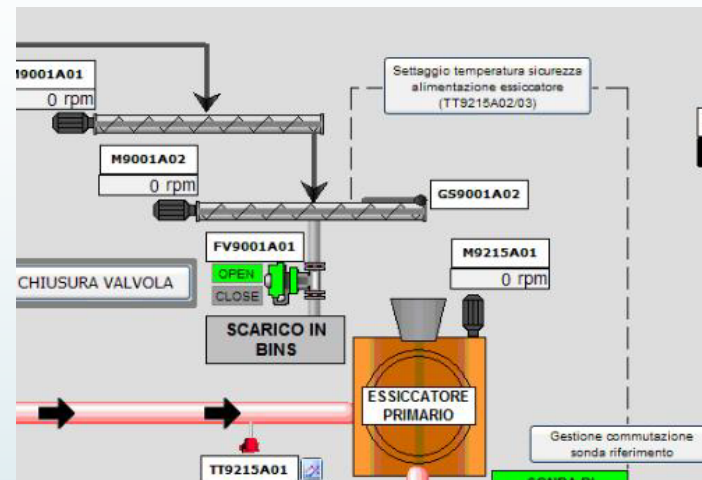 M9001A01
0 rpm
Settaggio temperatura sicurezza
alimentazione essiccatore
(TT9215A02/03)
M9001A02
0 rpm
GS9001A02
FV9001A01
OPEN
CLOSE
M9215A01
0 rpm
CHIUSURA VALVOLA
SCARICO IN
BINS
ESSICCATORE
PRIMARIO
Gestione commutazione
sonda riferimento
TT9215A01